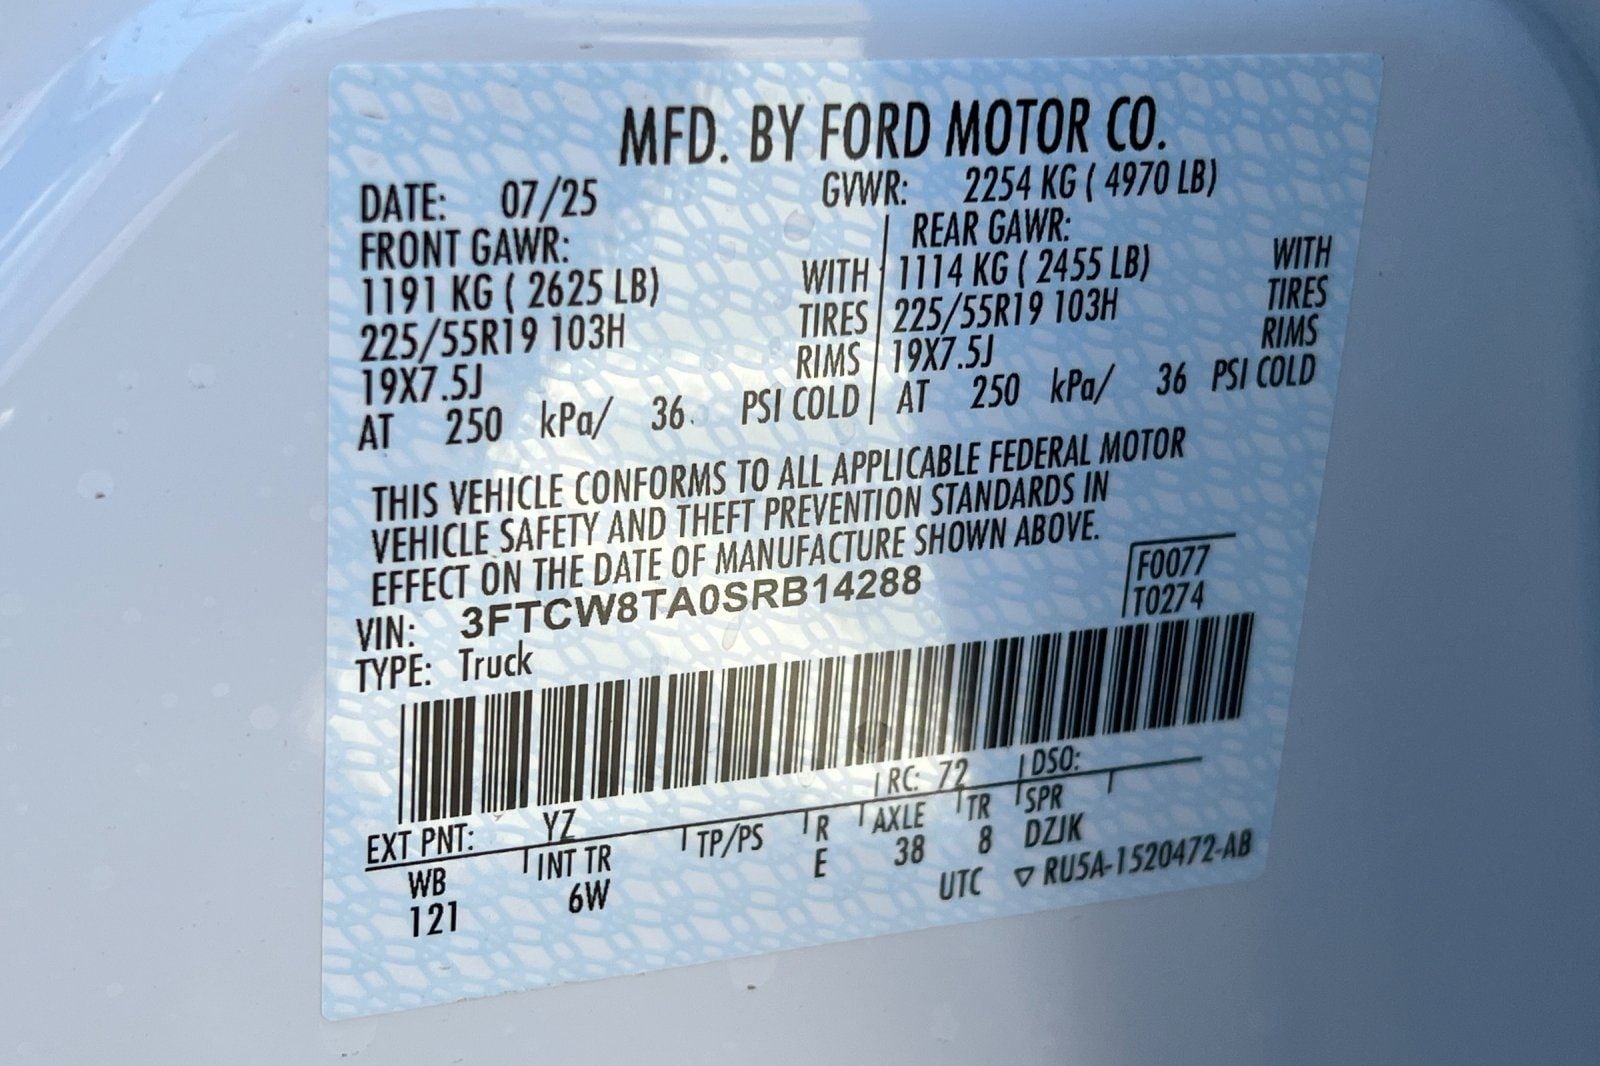 MFD. BY FORD MOTOR CO.
DATE: 07/25 GVWR: 2254 KG ( 4970 LB)
FRONT GAWR: REAR GAWR:
1191 KG ( 2625 LB) WITH 1114 KG ( 2455 LB) WITH
225/55R19 103H TIRES 225/55R19 103H TIRES
19X7.5J RIMS 19X7.5J RIMS
AT 250 kPa/ 36 PSI COLD AT 250 kPa/ 36 PSI COLD
THIS VEHICLE CONFORMS TO ALL APPLICABLE FEDERAL MOTOR
VEHICLE SAFETY AND THEFT PREVENTION STANDARDS IN
EFFECT ON THE DATE OF MANUFACTURE SHOWN ABOVE.
VIN: 3FTCW8TA0SRB14288 F0077
TYPE: Truck T0274
EXT PNT: YZ RC: 72 DSO:
WB INT TR TP/PS R AXLE TR SPR
121 6W E 38 8 DZJK
UTC ▽ RU5A-1520472-AB